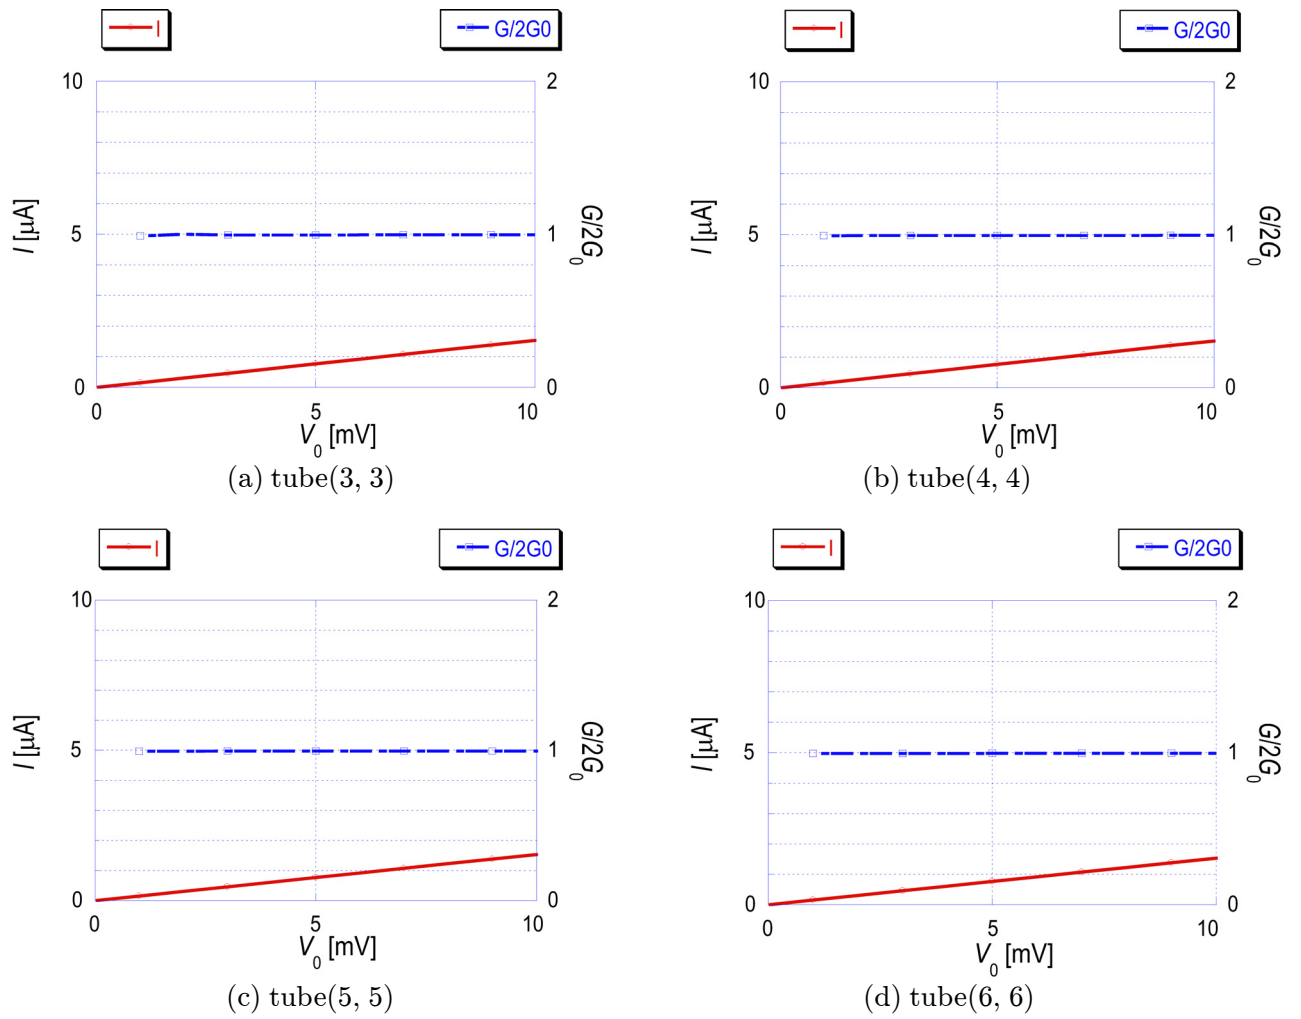 I
G/2G0
10
2
I [μA]
5
1
G/2G0
0
0
0
5
10
V0 [mV]
(a) tube(3, 3)
I
G/2G0
10
2
I [μA]
5
1
G/2G0
0
0
0
5
10
V0 [mV]
(b) tube(4, 4)
I
G/2G0
10
2
I [μA]
5
1
G/2G0
0
0
0
5
10
V0 [mV]
(c) tube(5, 5)
I
G/2G0
10
2
I [μA]
5
1
G/2G0
0
0
0
5
10
V0 [mV]
(d) tube(6, 6)